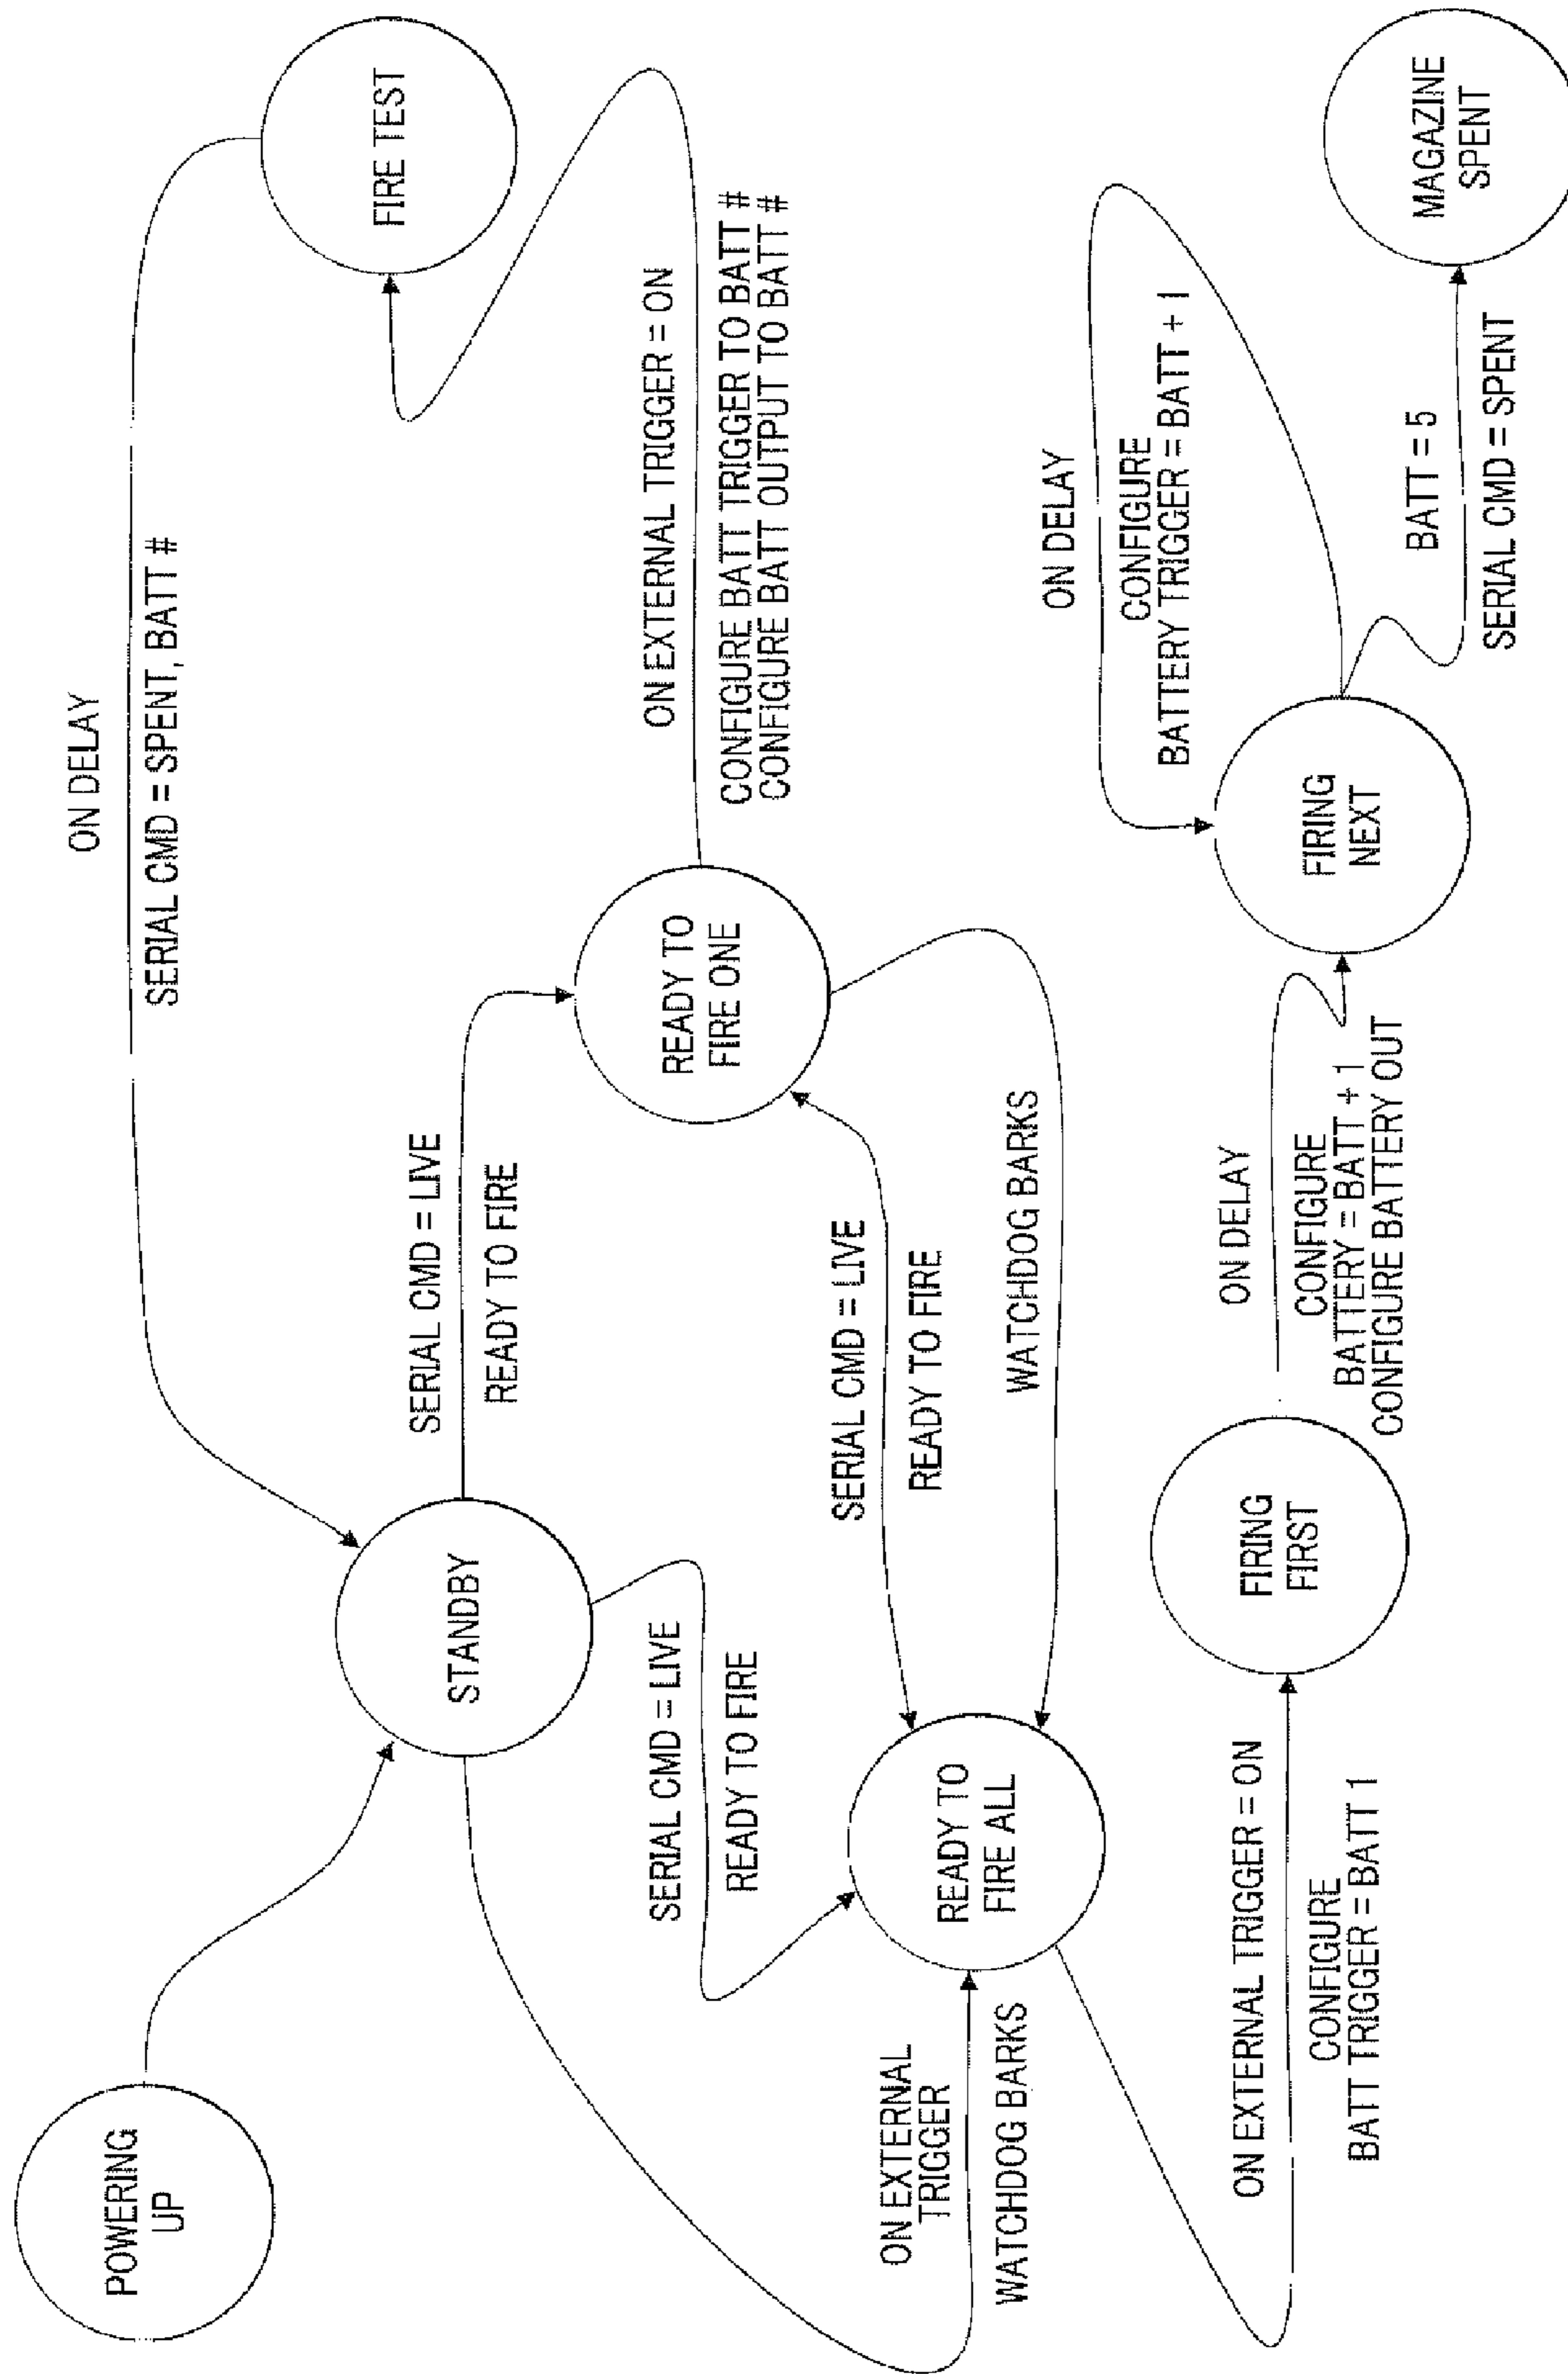 POWERING
UP
ON DELAY
SERIAL CMD = SPENT, BATT #
FIRE TEST
STANDBY
SERIAL CMD = LIVE
READY TO FIRE
SERIAL CMD = LIVE
READY TO FIRE
READY TO
FIRE ONE
ON EXTERNAL TRIGGER = ON
CONFIGURE BATT TRIGGER TO BATT #
CONFIGURE BATT OUTPUT TO BATT #
SERIAL CMD = LIVE
READY TO FIRE
WATCHDOG BARKS
ON EXTERNAL
TRIGGER
WATCHDOG BARKS
READY TO
FIRE ALL
ON EXTERNAL TRIGGER = ON
CONFIGURE
BATT TRIGGER = BATT 1
FIRING
FIRST
ON DELAY
CONFIGURE
BATTERY = BATT + 1
CONFIGURE BATTERY OUT
FIRING
NEXT
ON DELAY
CONFIGURE
BATTERY TRIGGER = BATT + 1
BATT = 5
SERIAL CMD = SPENT
MAGAZINE
SPENT